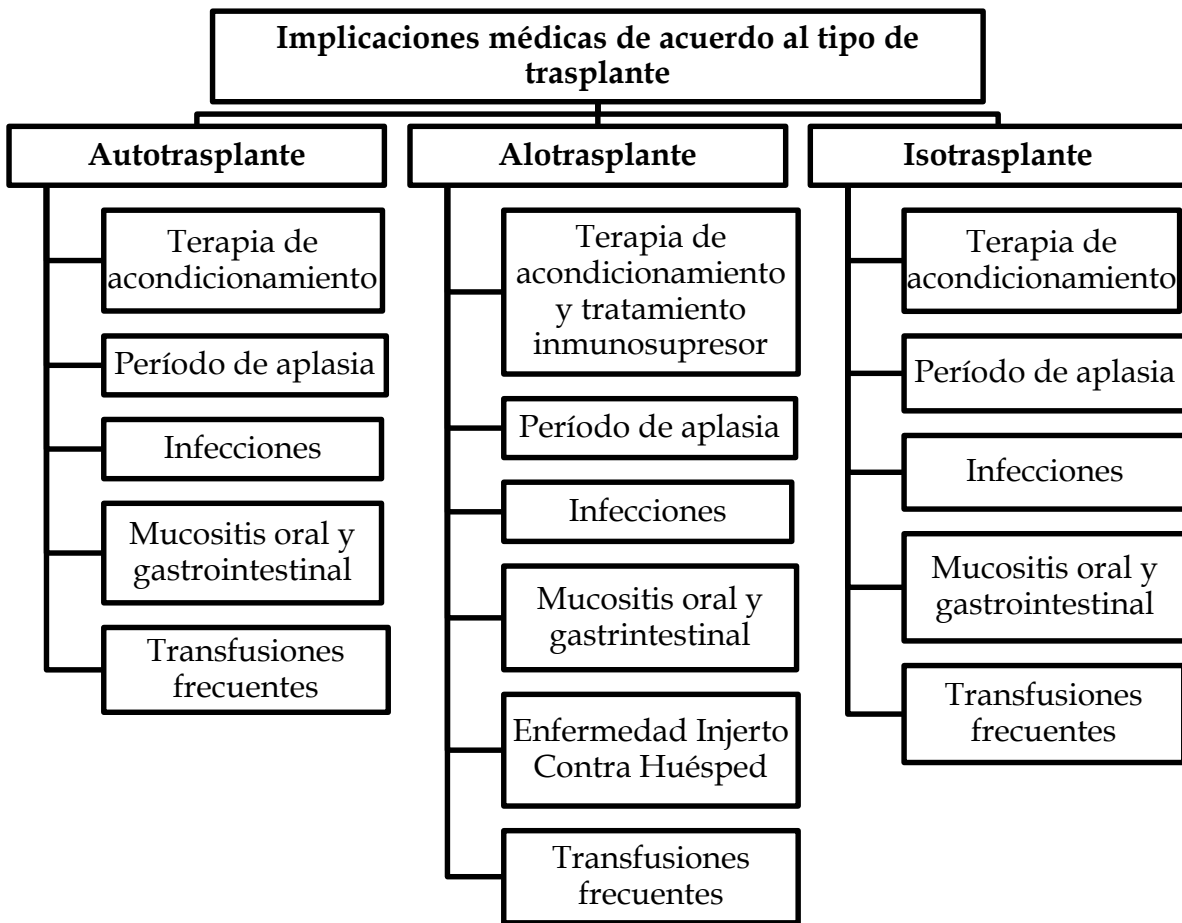 Implicaciones médicas de acuerdo al tipo de
trasplante
Autotrasplante
Terapia de
acondicionamiento
Período de aplasia
Infecciones
Mucositis oral y
gastrointestinal
Transfusiones
frecuentes
Alotrasplante
Terapia de
acondicionamiento
y tratamiento
inmunosupresor
Período de aplasia
Infecciones
Mucositis oral y
gastrintestinal
Enfermedad Injerto
Contra Huésped
Transfusiones
frecuentes
Isotrasplante
Terapia de
acondicionamiento
Período de aplasia
Infecciones
Mucositis oral y
gastrointestinal
Transfusiones
frecuentes